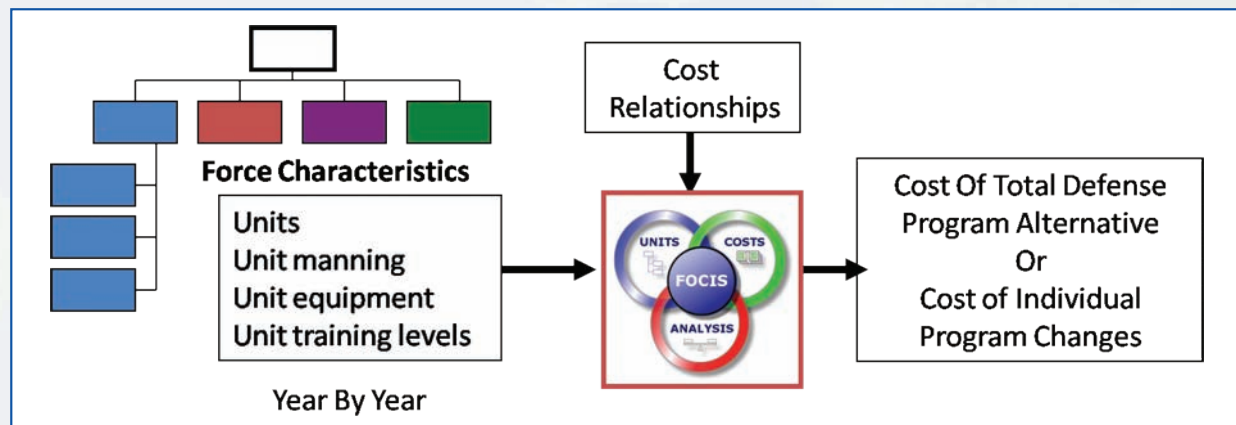 Force Characteristics
Units
Unit manning
Unit equipment
Unit training levels
Year By Year
Cost
Relationships
UNITS
COSTS
FOCIS
ANALYSIS
Cost Of Total Defense
Program Alternative
Or
Cost of Individual
Program Changes